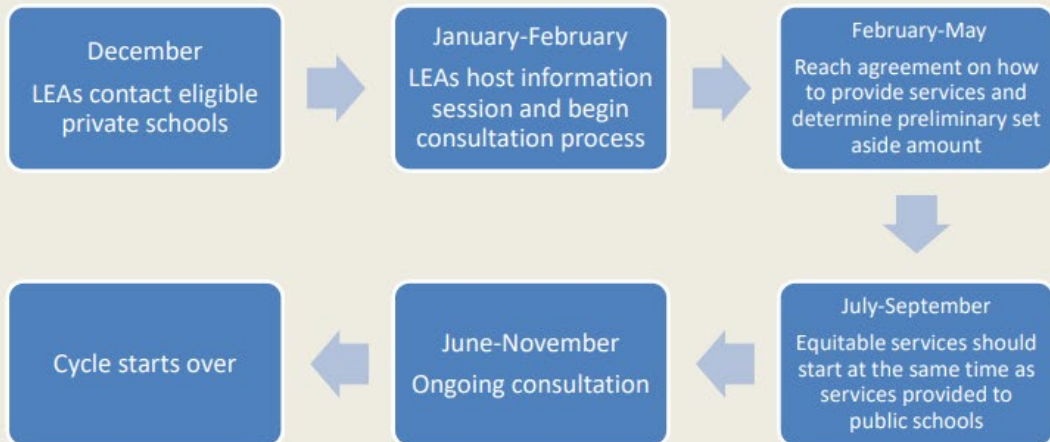 December
LEAs contact eligible
private schools
January-February
LEAs host information
session and begin
consultation process
February-May
Reach agreement on how
to provide services and
determine preliminary set
aside amount
July-September
Equitable services should
start at the same time as
services provided to
public schools
June-November
Ongoing consultation
Cycle starts over